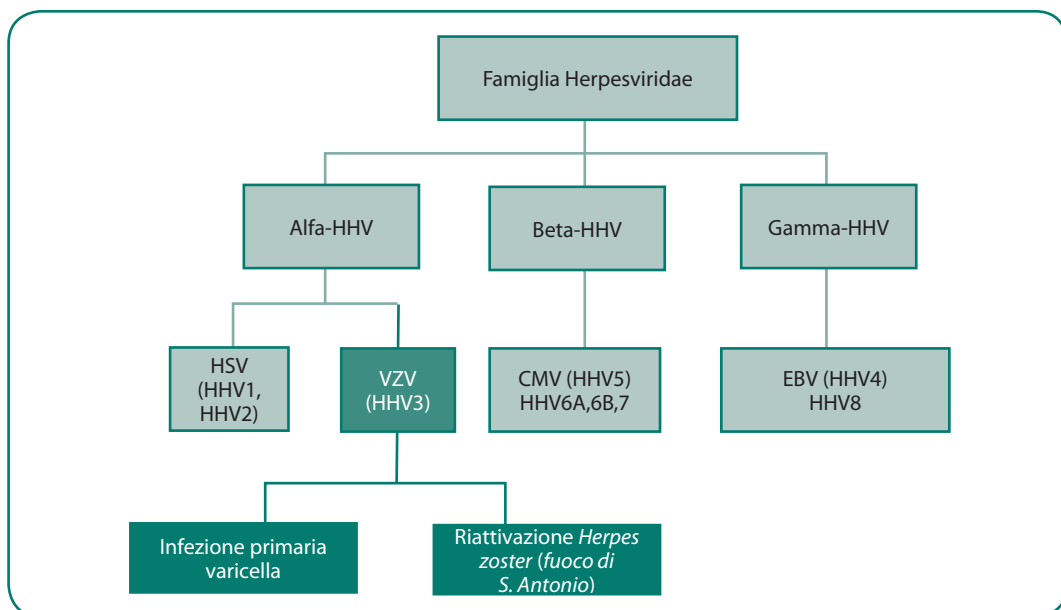 Famiglia Herpesviridae
Alfa-HHV
Beta-HHV
Gamma-HHV
HSV
(HHV1,
HHV2)
VZV
(HHV3)
CMV (HHV5)
HHV6A,6B,7
EBV (HHV4)
HHV8
Infezione primaria
varicella
Riattivazione Herpes
zoster (fuoco di
S. Antonio)